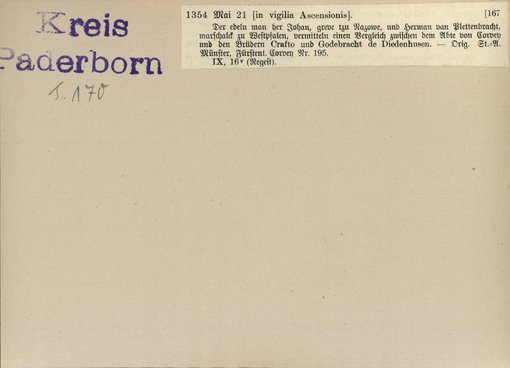 Kreis
Paderborn
S. 170
1354 Mai 21 [in vigilia Ascensionis]. [167
Der edeln man her Johan, greve tzu Nazowe, und Herman van Plettenbracht,
marschalk zu Westfalen, vermitteln einen Vergleich zwischen dem Abte von Corvey
und den Brüdern Crafto und Godebracht de Diedenhusen. — Orig. St.-A.
Münster, Fürstent. Corvey Nr. 195.
IX, 16ᵛ (Regest).